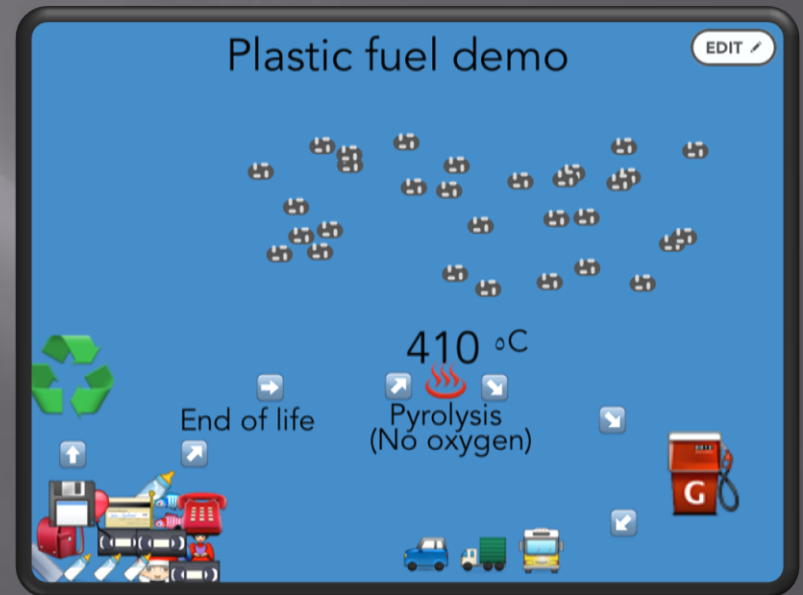 Plastic fuel demo
EDIT
410 °C
End of life
Pyrolysis
(No oxygen)
G